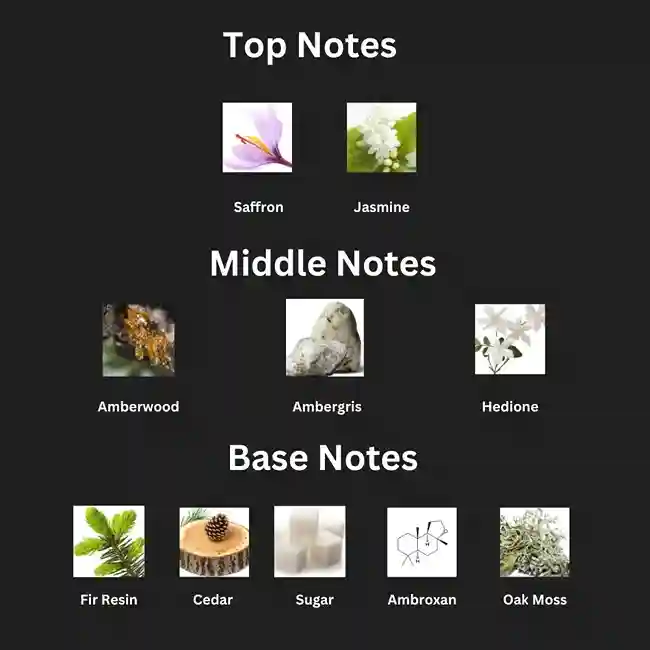 Top Notes
Saffron Jasmine
Middle Notes
Amberwood Ambergris Hedione
Base Notes
Fir Resin Cedar Sugar Ambroxan Oak Moss